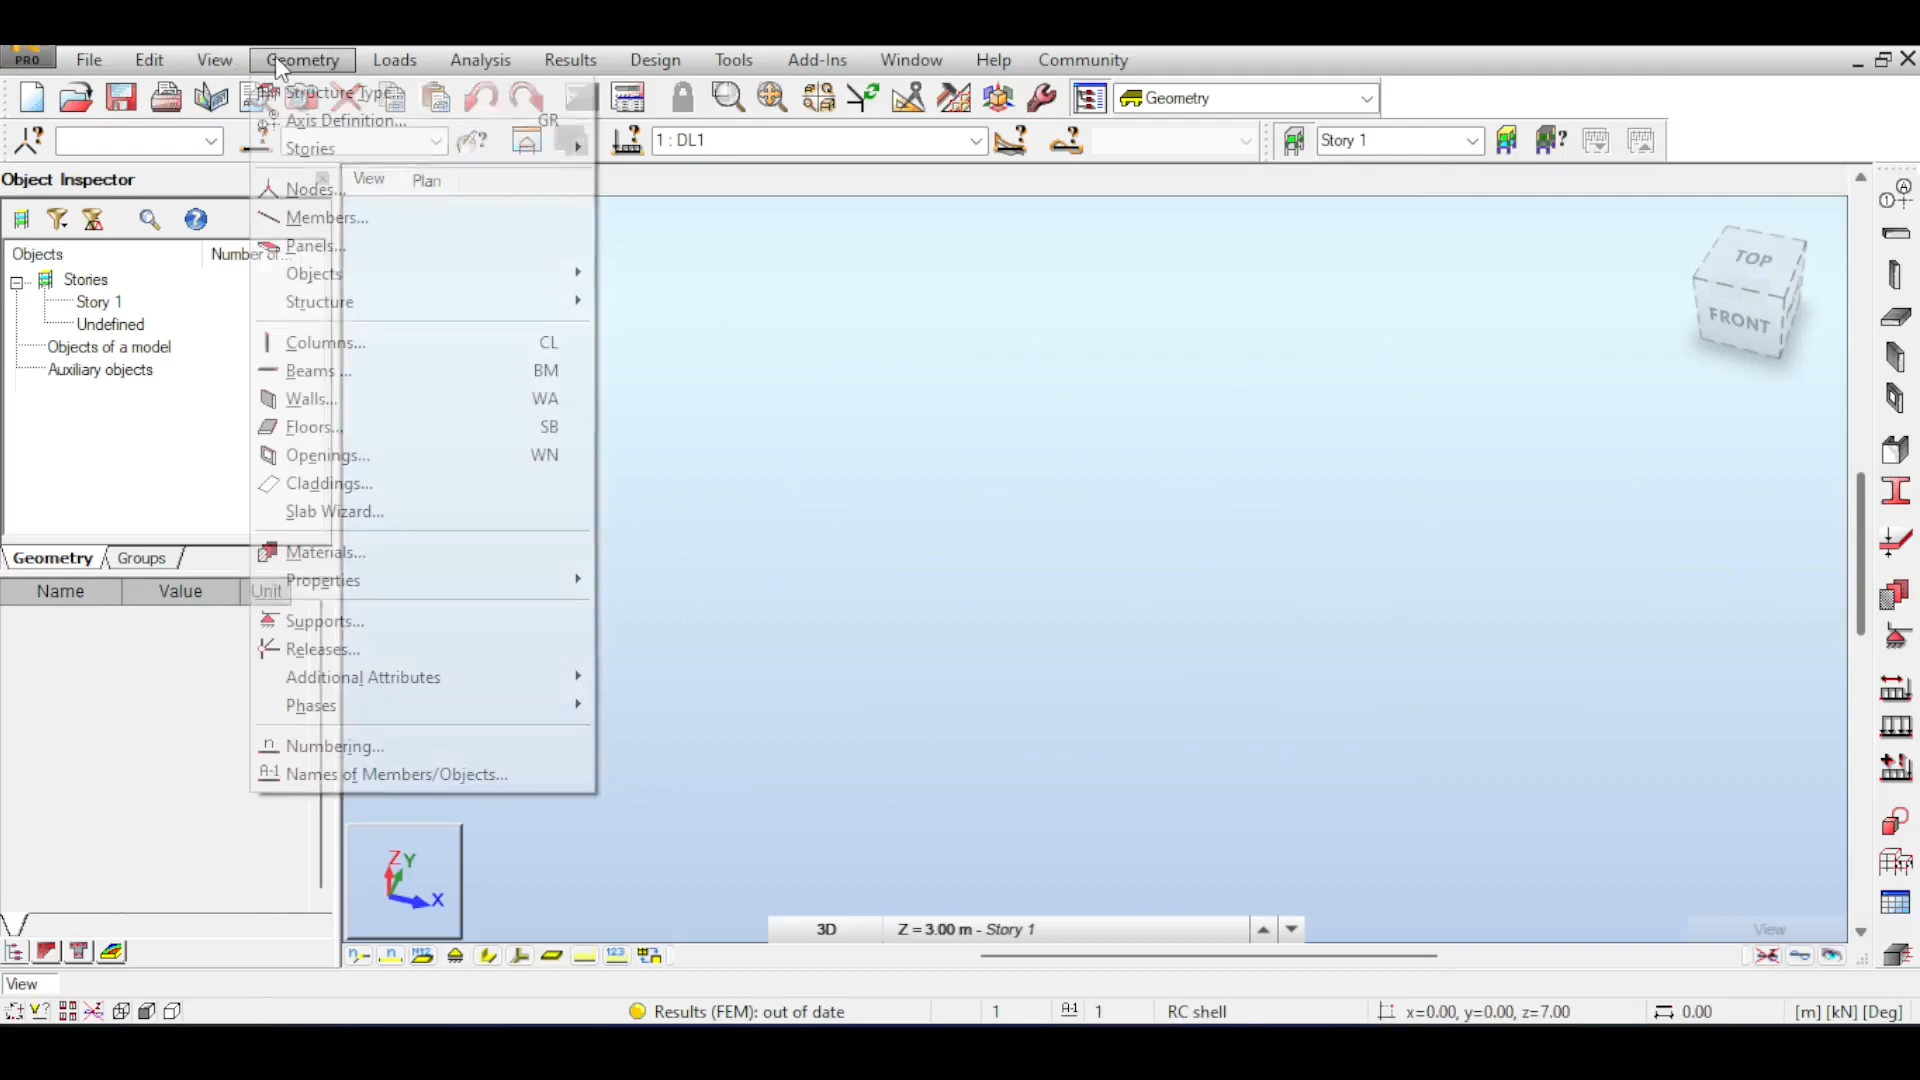 PRO File Edit View Geometry Loads Analysis Results Design Tools Add-Ins Window Help Community
Structure Type... Geometry
Axis Definition... GR
Stories 1 : DL1 Story 1
Object Inspector
View Plan
Nodes...
Members...
Panels...
Objects Number of...
Objects
Structure
Stories
Story 1
Undefined
Objects of a model
Auxiliary objects
Columns... CL
Beams ... BM
Walls... WA
Floors... SB
Openings... WN
Claddings...
Slab Wizard...
Materials...
Properties
Supports...
Releases...
Additional Attributes
Phases
Numbering...
Names of Members/Objects...
Geometry Groups
Name Value Unit
TOP
FRONT
Z Y
X
3D Z = 3.00 m - Story 1
View
View
Results (FEM): out of date 1 1 RC shell x=0.00, y=0.00, z=7.00 0.00 [m] [kN] [Deg]